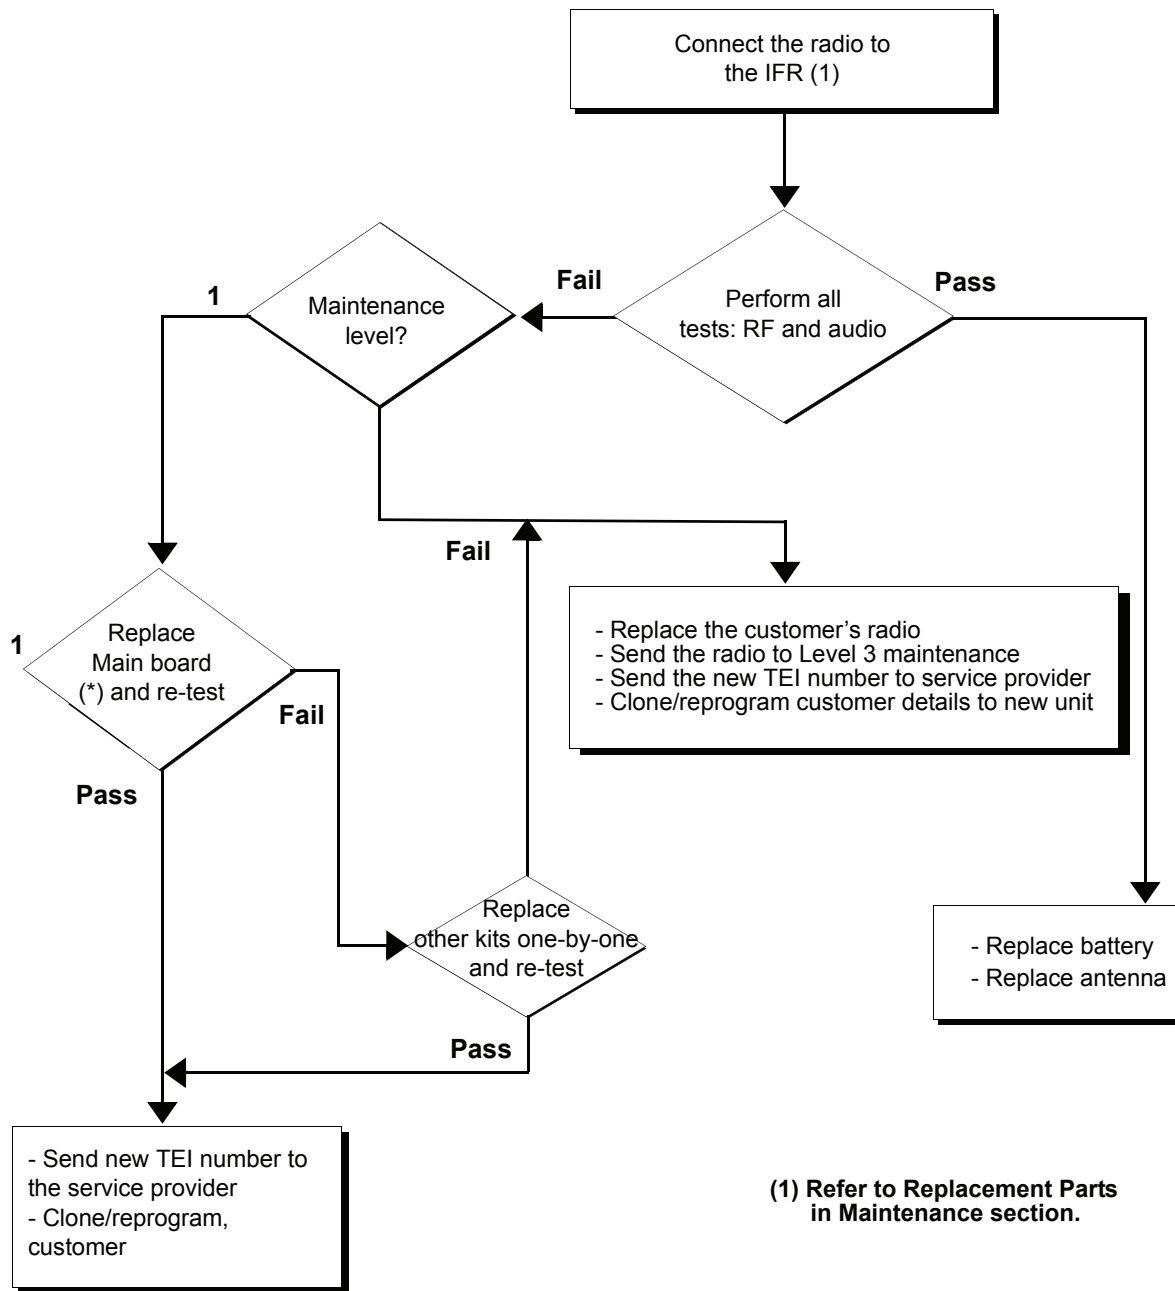 Connect the radio to
the IFR (1)
Fail
Pass
1
Maintenance
level?
Perform all
tests: RF and audio
Fail
1
Replace
Main board
(*) and re-test
Fail
Pass
- Replace the customer's radio
- Send the radio to Level 3 maintenance
- Send the new TEI number to service provider
- Clone/reprogram customer details to new unit
Replace
other kits one-by-one
and re-test
Pass
- Replace battery
- Replace antenna
- Send new TEI number to
the service provider
- Clone/reprogram,
customer
(1) Refer to Replacement Parts
in Maintenance section.